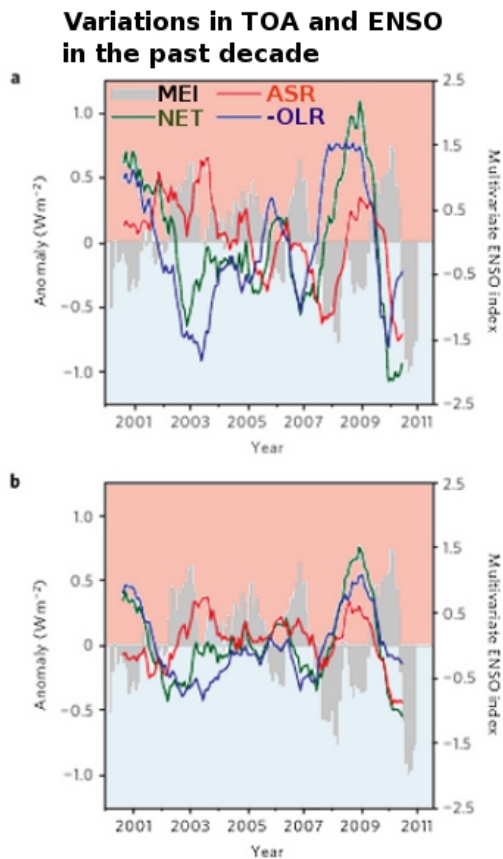 Variations in TOA and ENSO
in the past decade
a
MEI
ASR
NET
-OLR
1.0
0.5
0
−0.5
−1.0
Anomaly (Wm⁻²)
2.5
1.5
0.5
−0.5
−1.5
−2.5
Multivariate ENSO index
2001 2003 2005 2007 2009 2011
Year
b
1.0
0.5
0
−0.5
−1.0
Anomaly (Wm⁻²)
2.5
1.5
0.5
−0.5
−1.5
−2.5
Multivariate ENSO index
2001 2003 2005 2007 2009 2011
Year